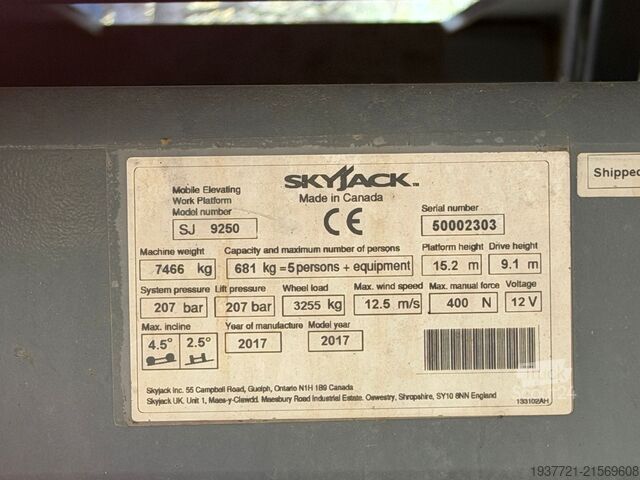 SKYJACK™
Made in Canada
CE
Mobile Elevating
Work Platform
Model number
SJ 9250
Serial number
50002303
Machine weight
7466 kg
Capacity and maximum number of persons
681 kg = 5 persons + equipment
Platform height
15.2 m
Drive height
9.1 m
System pressure
207 bar
Lift pressure
207 bar
Wheel load
3255 kg
Max. wind speed
12.5 m/s
Max. manual force
400 N
Voltage
12 V
Max. incline
4.5° 2.5°
Year of manufacture
2017
Model year
2017
Skyjack Inc. 55 Campbell Road, Guelph, Ontario N1H 1B9 Canada
Skyjack UK. Unit 1, Maes-y-Clawdd. Maesbury Road Industrial Estate. Oswestry, Shropshire, SY10 8NN England
133102AH
Shipped
1937721-21569608